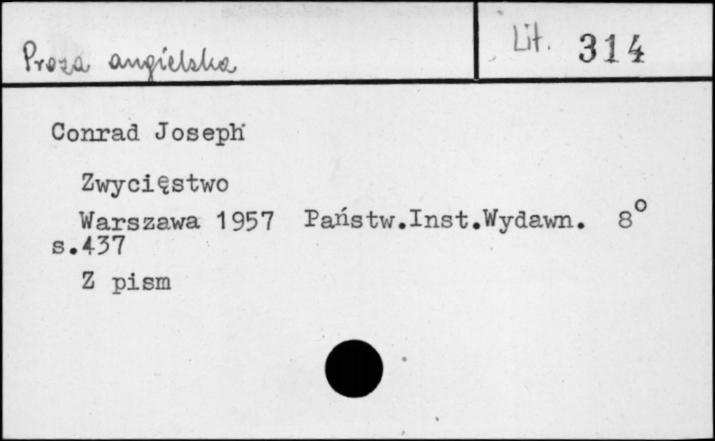 Proza angielska
Lit. 314
Conrad Joseph
Zwycięstwo
Warszawa 1957 Państw.Inst.Wydawn. 8°
s.437
Z pism